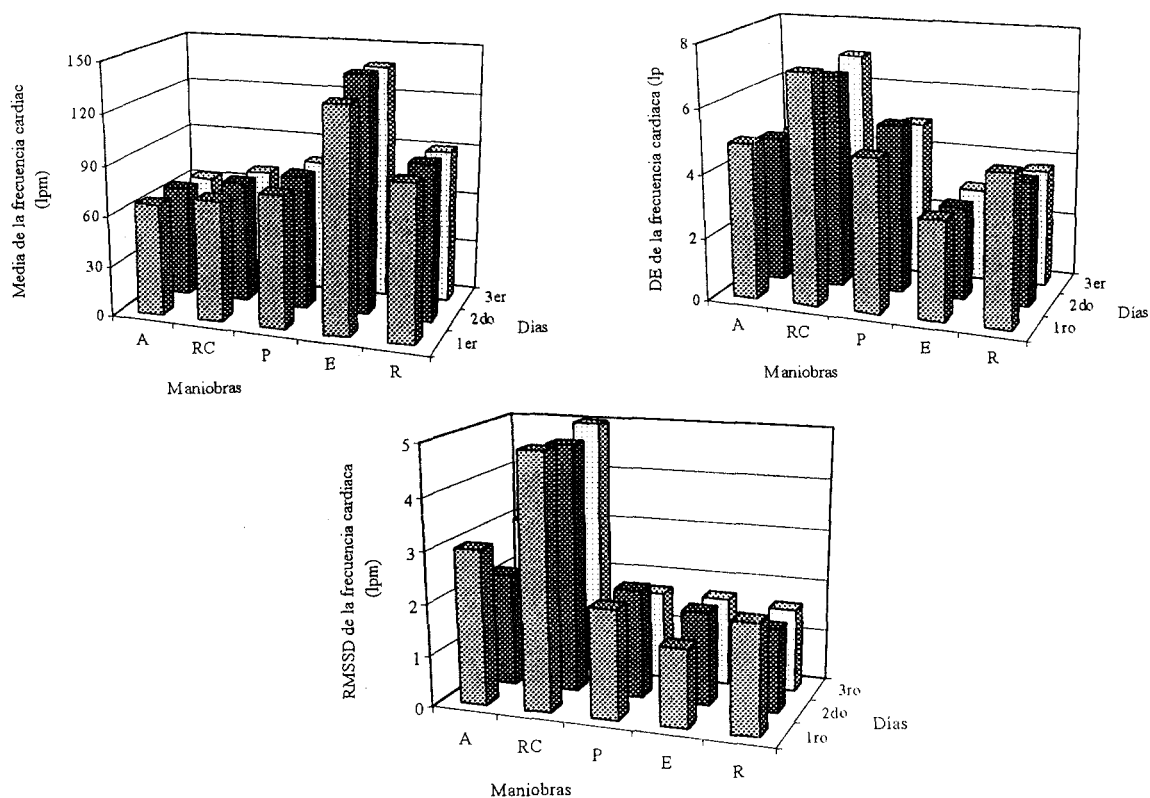 Media de la frecuencia cardiac
(lpm)
150
120
90
60
30
0
A
RC
P
E
R
1er
2do
3er
Días
Maniobras
DE de la frecuencia cardiaca (lp
8
6
4
2
0
A
RC
P
E
R
1ro
2do
3er
Días
Maniobras
RMSSD de la frecuencia cardiaca
(lpm)
5
4
3
2
1
0
A
RC
P
E
R
1ro
2do
3ro
Días
Maniobras